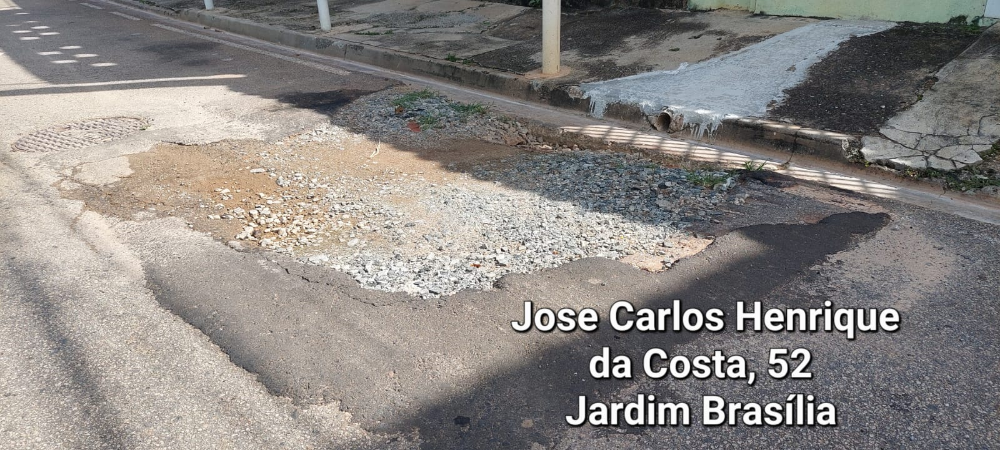 Jose Carlos Henrique
da Costa, 52
Jardim Brasília